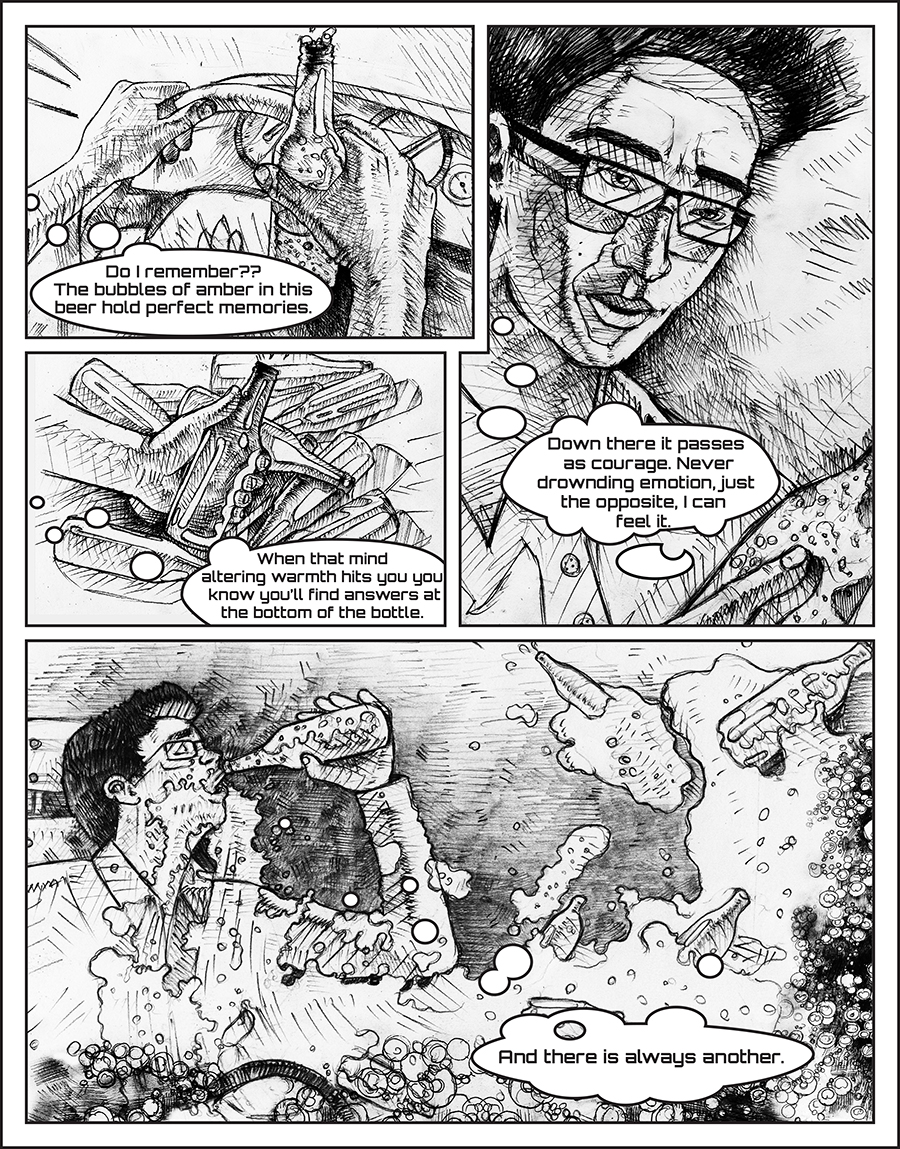 Do I remember??
The bubbles of amber in this
beer hold perfect memories.
Down there it passes
as courage. Never
drownding emotion, just
the opposite, I can
feel it.
When that mind
altering warmth hits you you
know you'll find answers at
the bottom of the bottle.
And there is always another.